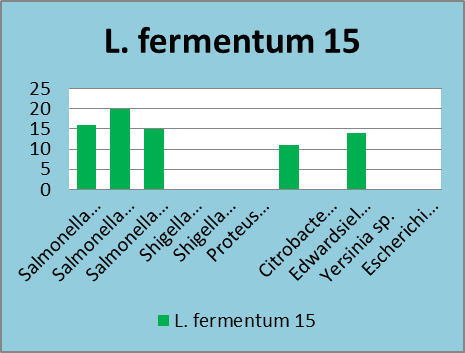 L. fermentum 15
25
20
15
10
5
0
Salmonella...
Salmonella...
Salmonella...
Shigella...
Shigella...
Proteus...
Citrobacte...
Edwardsiel...
Yersinia sp.
Escherichi...
L. fermentum 15